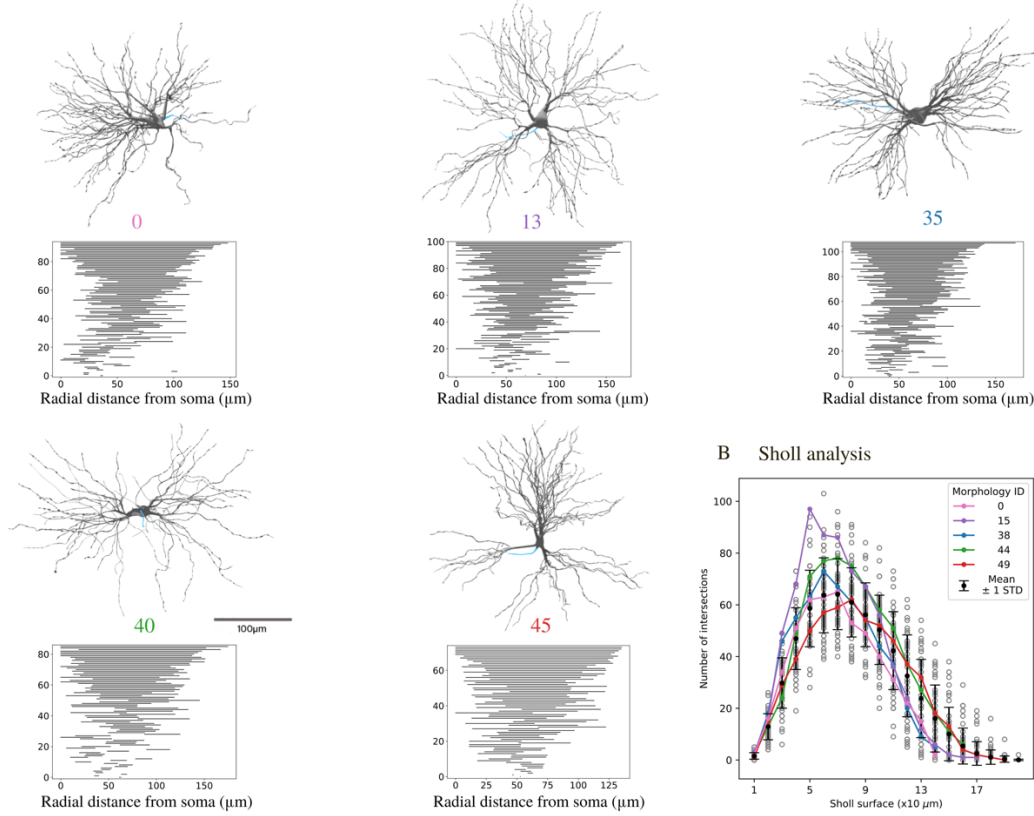 0
13
35
80
60
40
20
0
0 50 100 150
Radial distance from soma (µm)
100
80
60
40
20
0
0 50 100 150
Radial distance from soma (µm)
100
80
60
40
20
0
0 50 100 150
Radial distance from soma (µm)
40
100µm
45
80
60
40
20
0
0 50 100 150
Radial distance from soma (µm)
70
60
50
40
30
20
10
0
0 25 50 75 100 125
Radial distance from soma (µm)
B Sholl analysis
Number of intersections
100
80
60
40
20
0
Morphology ID
0
15
38
44
49
Mean
± 1 STD
1 5 9 13 17
Sholl surface (x10 µm)